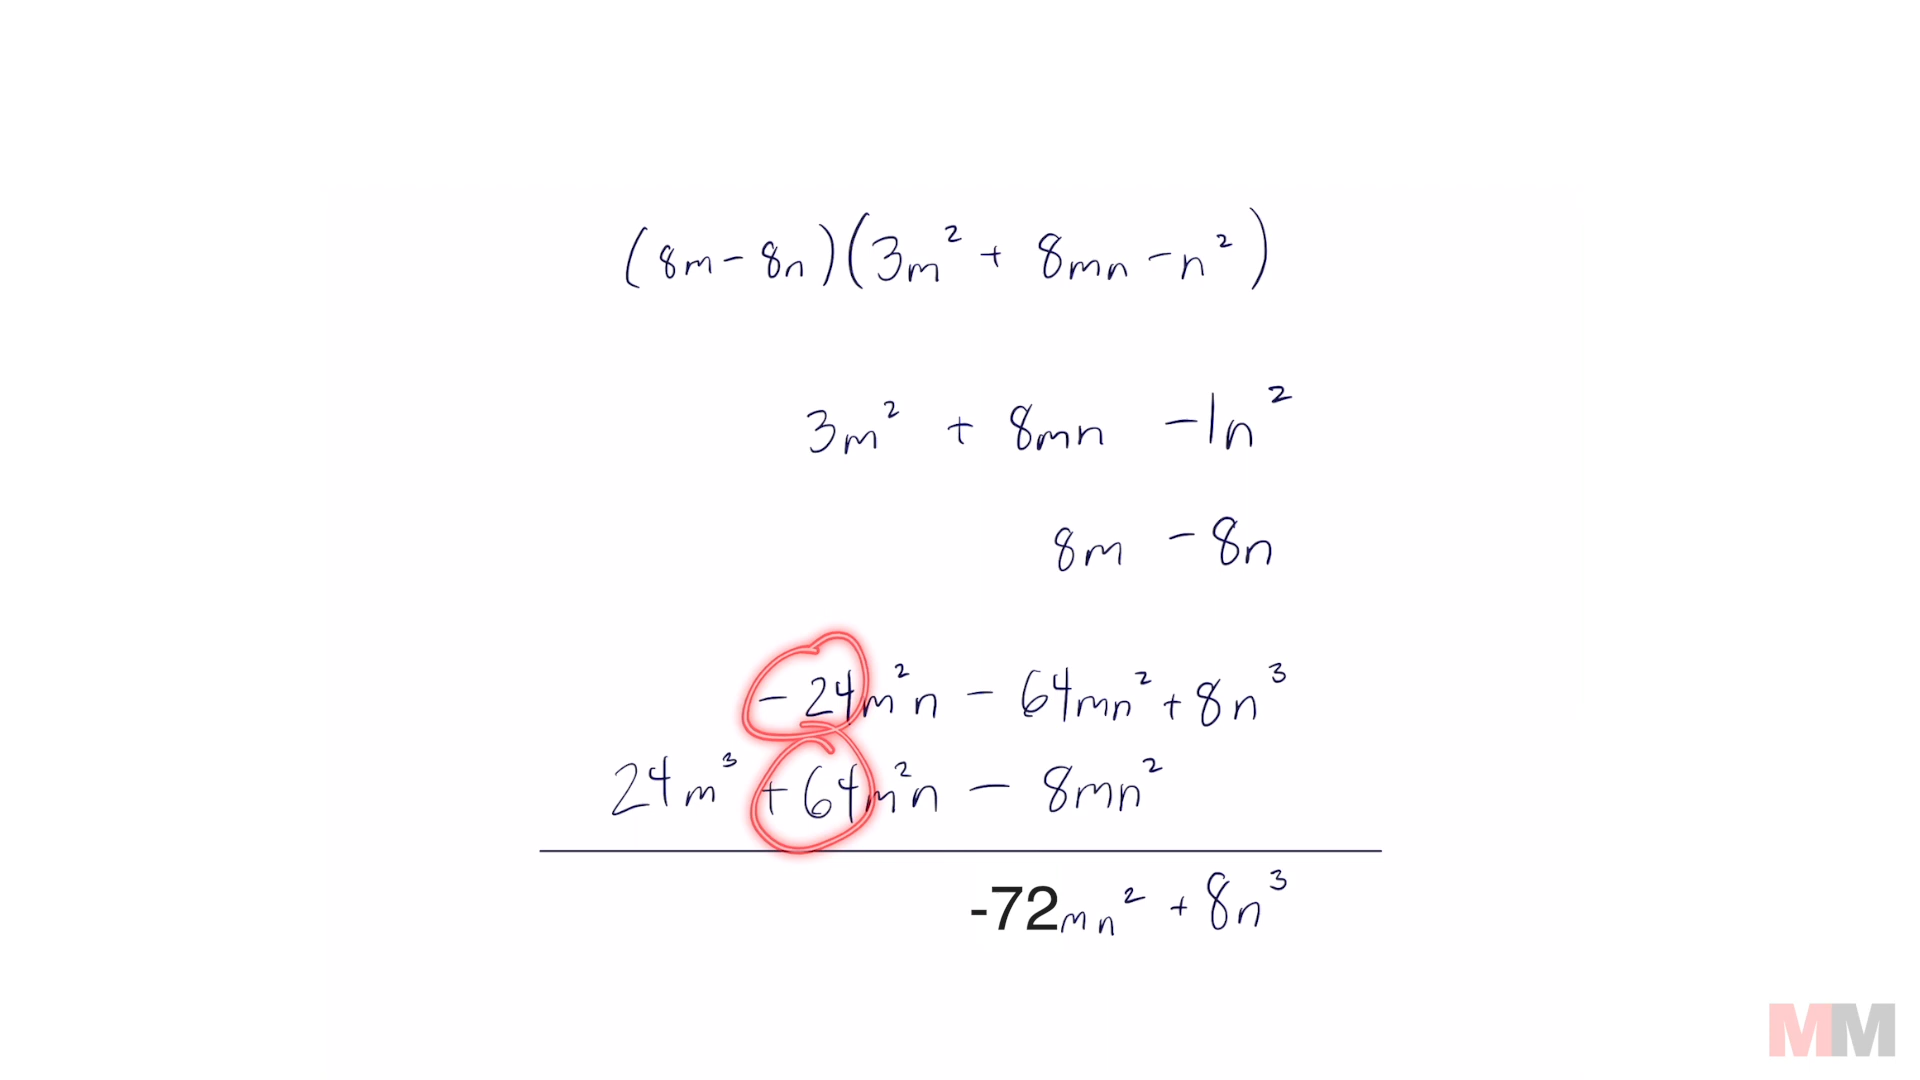 (8m - 8n)(3m² + 8mn - n²)
3m² + 8mn - 1n²
8m - 8n
- 24m²n - 64mn² + 8n³
24m³ + 64m²n - 8mn²
-72mn² + 8n³
MM